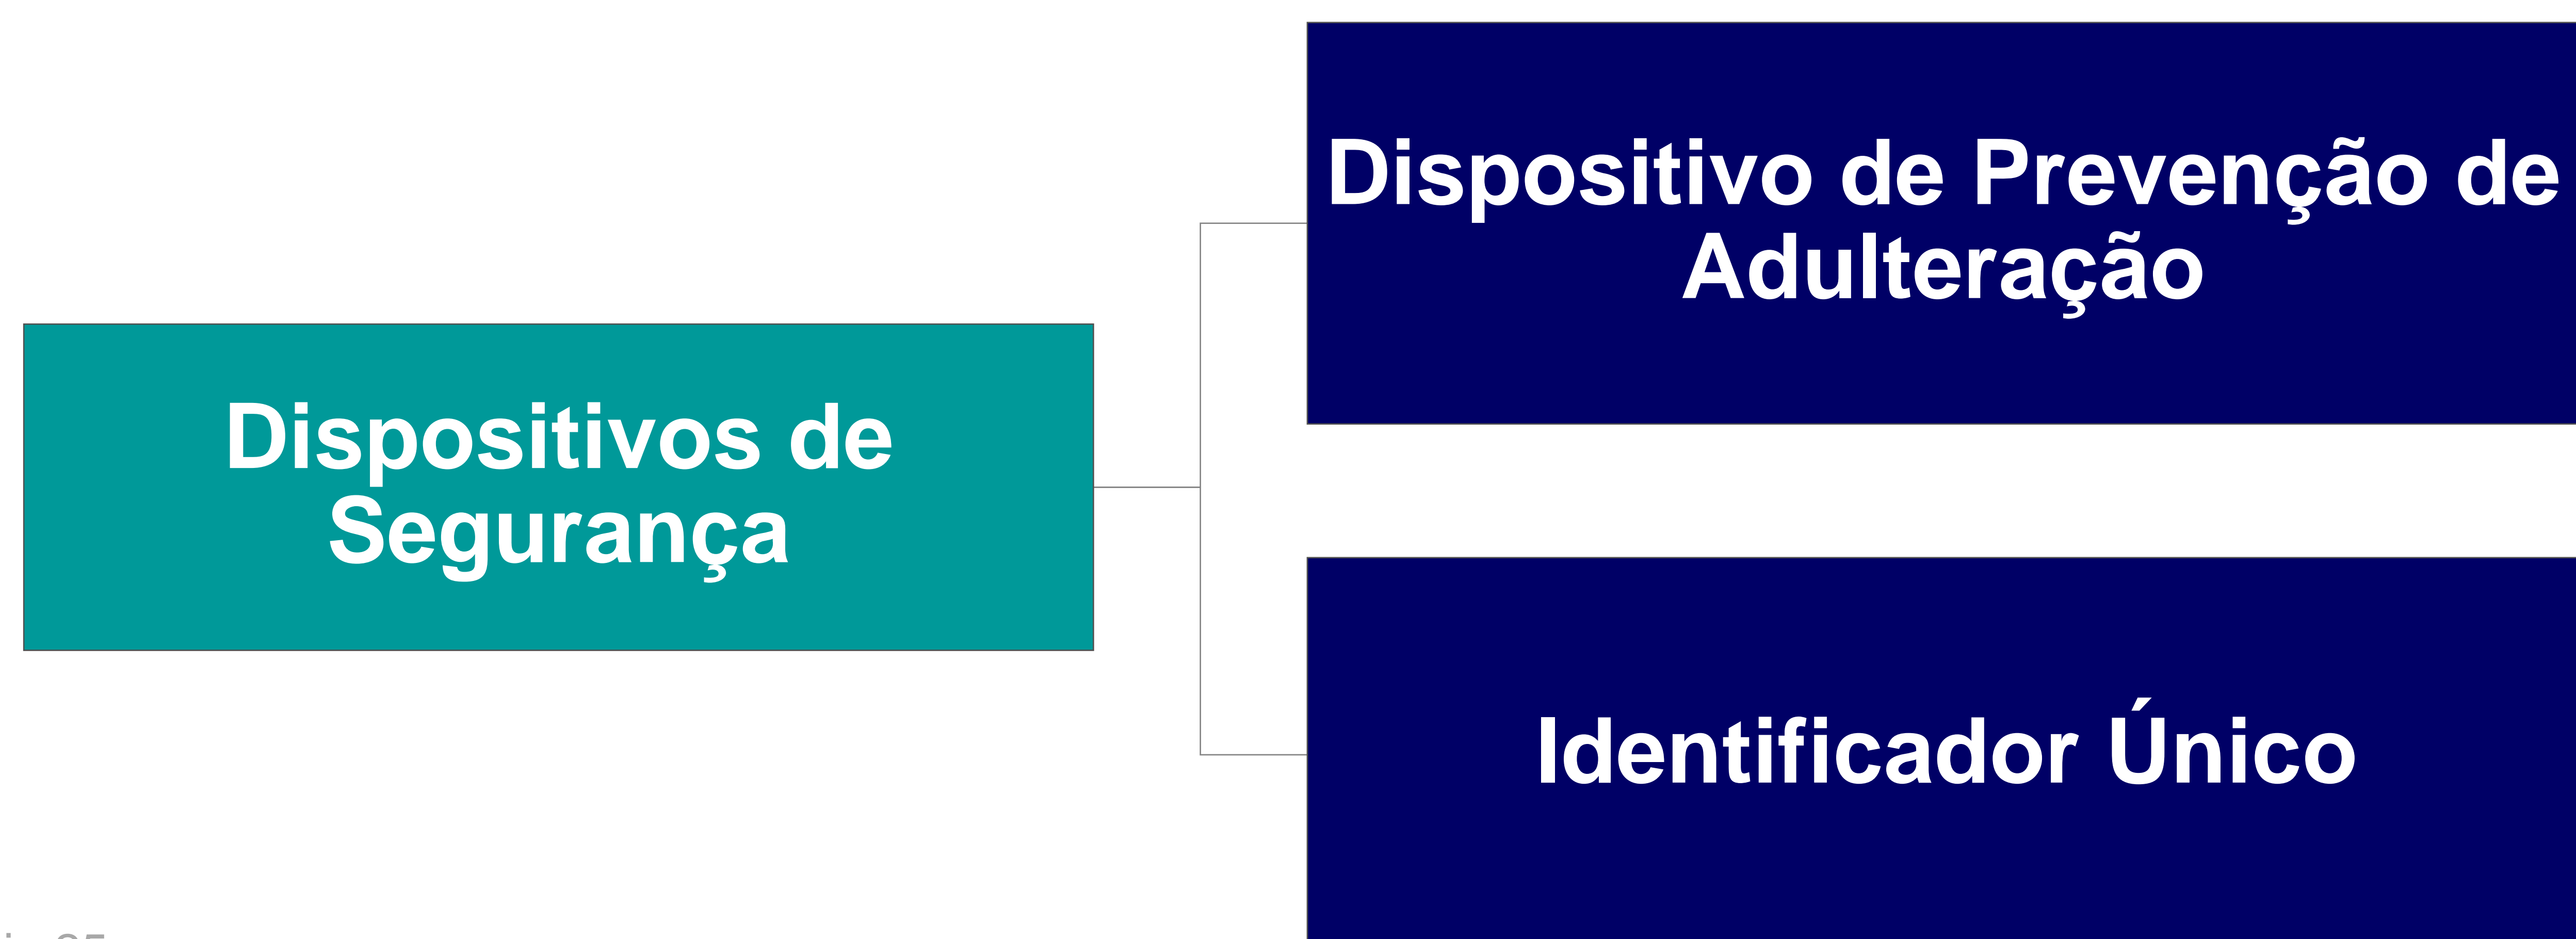 Dispositivo de Prevenção de
Adulteração
Dispositivos de
Segurança
Identificador Único